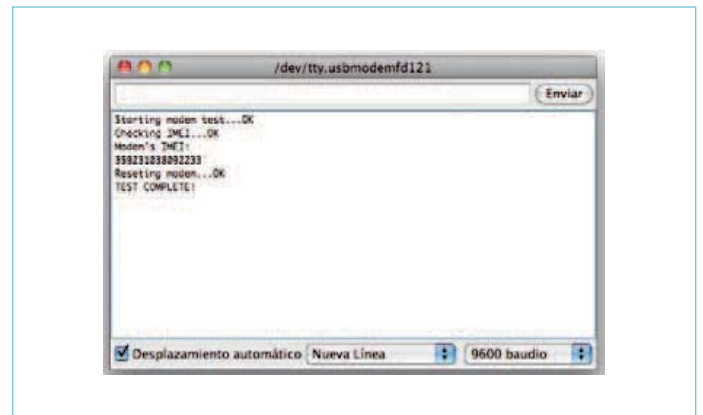 /dev/tty.usbmodemfd121
Enviar
Starting modem test...OK
Checking IMEI...OK
Modem's IMEI:
359231038092233
Reseting modem...OK
TEST COMPLETE!
Desplazamiento automático Nueva Línea 9600 baudio